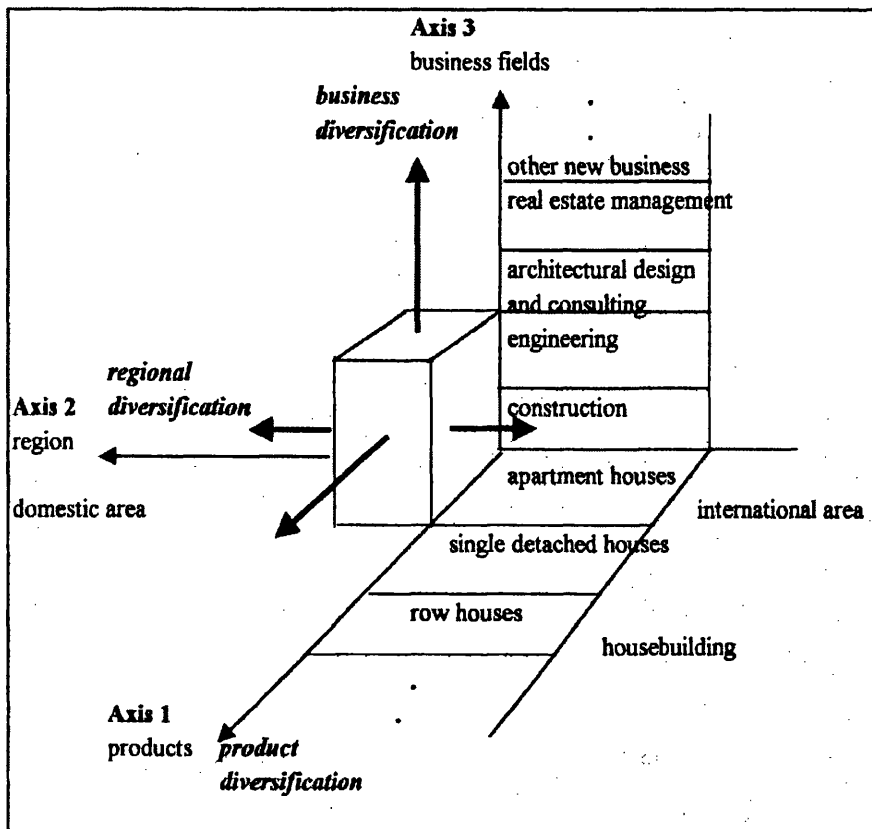 Axis 3
business fields
business
diversification
other new business
real estate management
architectural design
and consulting
engineering
regional
diversification
construction
Axis 2
region
apartment houses
domestic area
international area
single detached houses
row houses
housebuilding
Axis 1
products
product
diversification